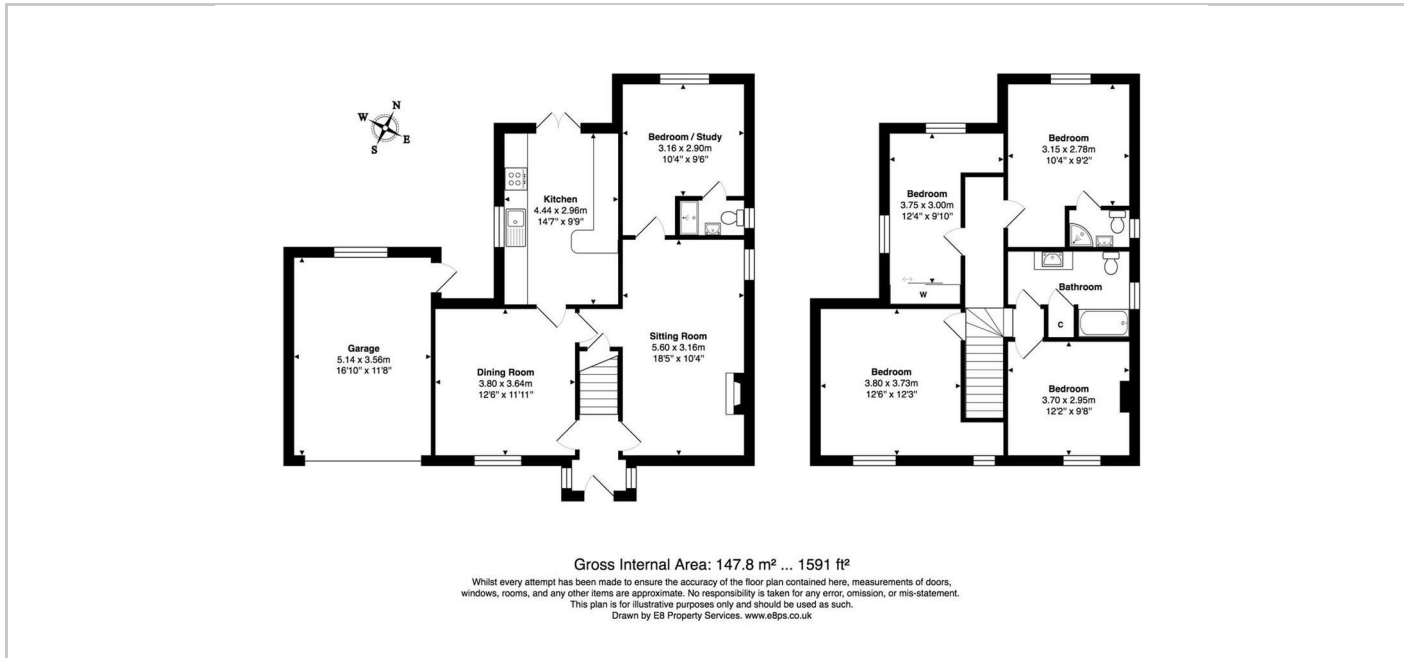 N
W
E
S
Bedroom / Study
3.16 x 2.90m
10'4" x 9'6"
Kitchen
4.44 x 2.96m
14'7" x 9'9"
Garage
5.14 x 3.56m
16'10" x 11'8"
Dining Room
3.80 x 3.64m
12'6" x 11'11"
Sitting Room
5.60 x 3.16m
18'5" x 10'4"
Bedroom
3.15 x 2.78m
10'4" x 9'2"
Bedroom
3.75 x 3.00m
12'4" x 9'10"
W
Bathroom
C
Bedroom
3.80 x 3.73m
12'6" x 12'3"
Bedroom
3.70 x 2.95m
12'2" x 9'8"
Gross Internal Area: 147.8 m² ... 1591 ft²
Whilst every attempt has been made to ensure the accuracy of the floor plan contained here, measurements of doors,
windows, rooms, and any other items are approximate. No responsibility is taken for any error, omission, or mis-statement.
This plan is for illustrative purposes only and should be used as such.
Drawn by E8 Property Services. www.e8ps.co.uk